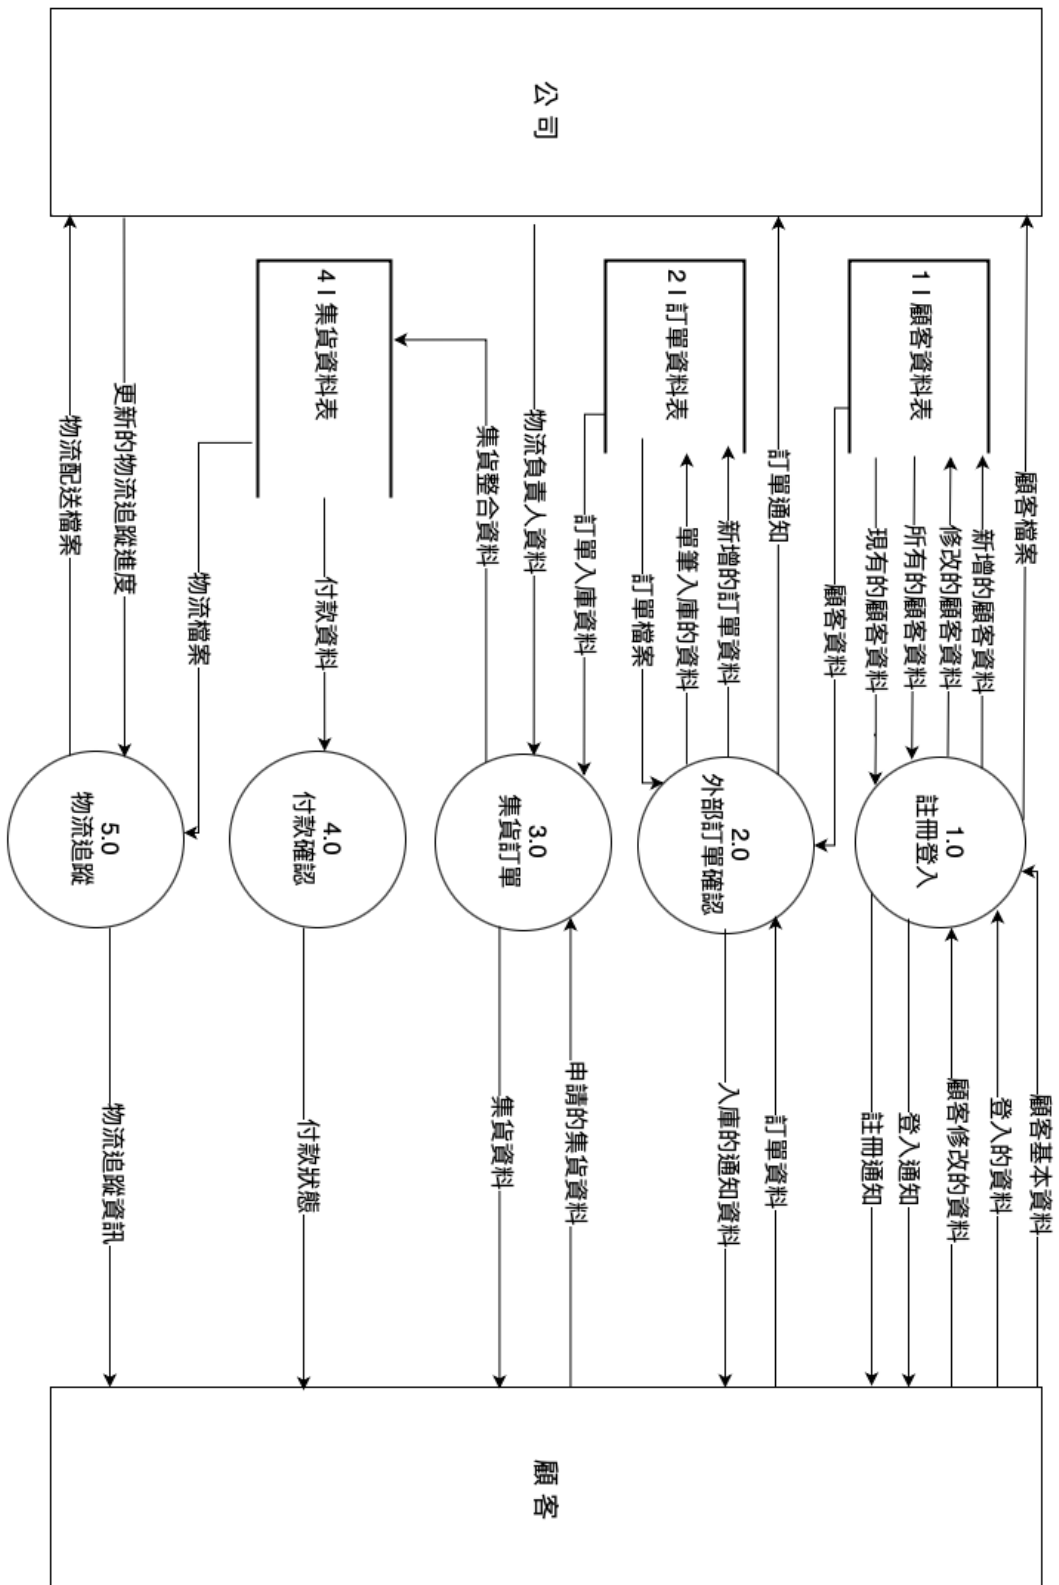 公司
顧客檔案
訂單通知
物流負責人資料
更新的物流追蹤進度
物流配送檔案
1 | 顧客資料表
2 | 訂單資料表
4 | 集貨資料表
新增的顧客資料
修改的顧客資料
所有的顧客資料
現有的顧客資料
顧客資料
新增的訂單資料
單筆入庫的資料
訂單檔案
訂單入庫資料
集貨整合資料
付款資料
物流檔案
1.0
註冊登入
2.0
外部訂單確認
3.0
集貨訂單
4.0
付款確認
5.0
物流追蹤
顧客基本資料
登入的資料
顧客修改的資料
登入通知
註冊通知
訂單資料
入庫的通知資料
申請的集貨資料
集貨資料
付款狀態
物流追蹤資訊
顧客